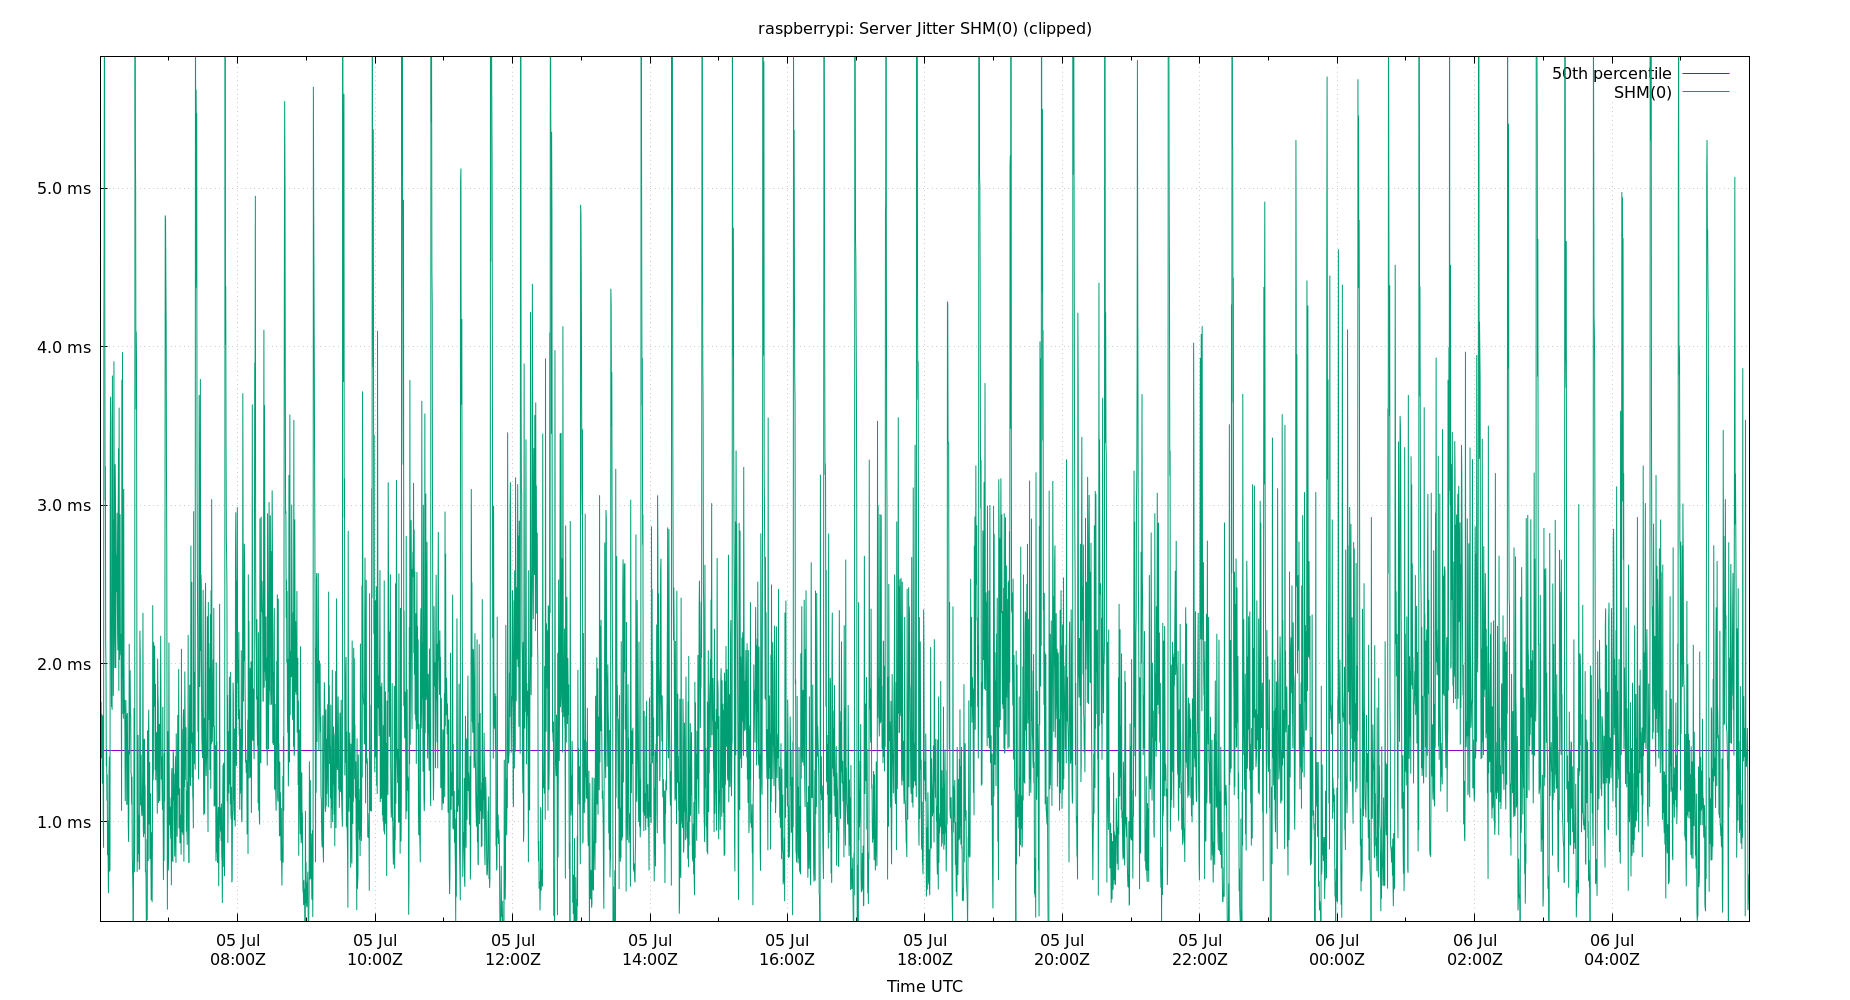 raspberrypi: Server Jitter SHM(0) (clipped)
50th percentile
SHM(0)
5.0 ms
4.0 ms
3.0 ms
2.0 ms
1.0 ms
05 Jul 05 Jul 05 Jul 05 Jul 05 Jul 05 Jul 05 Jul 05 Jul 06 Jul 06 Jul 06 Jul
08:00Z 10:00Z 12:00Z 14:00Z 16:00Z 18:00Z 20:00Z 22:00Z 00:00Z 02:00Z 04:00Z
Time UTC